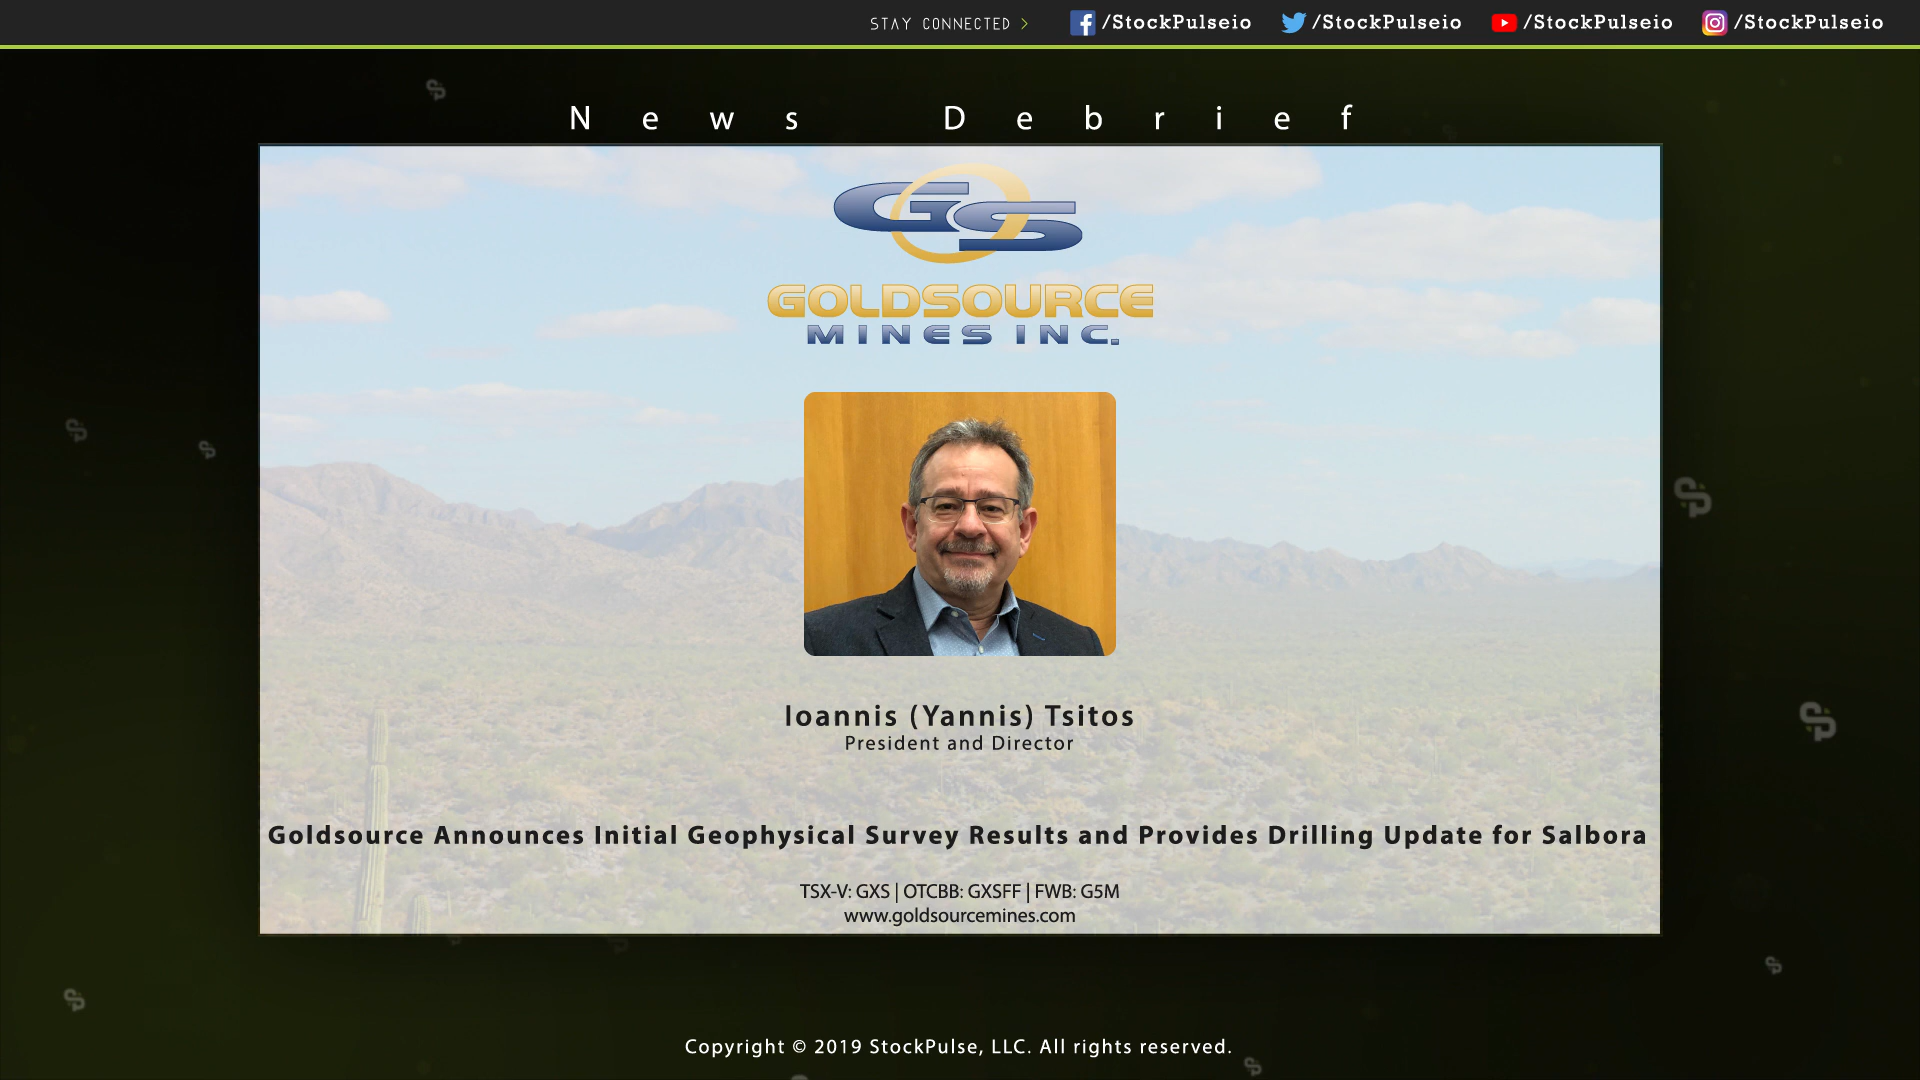 STAY CONNECTED >
/StockPulseio
/StockPulseio
/StockPulseio
/StockPulseio
News Debrief
GS
GOLDSOURCE
MINES INC.
Ioannis (Yannis) Tsitos
President and Director
Goldsource Announces Initial Geophysical Survey Results and Provides Drilling Update for Salbora
TSX-V: GXS | OTCBB: GXSFF | FWB: G5M
www.goldsourcemines.com
Copyright © 2019 StockPulse, LLC. All rights reserved.